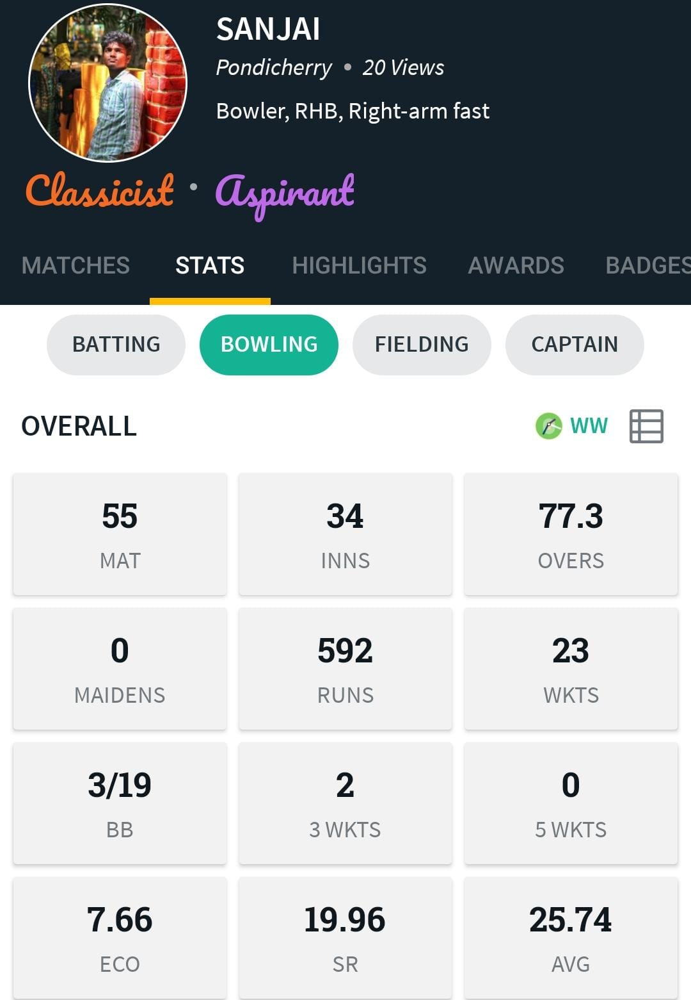 SANJAI
Pondicherry • 20 Views
Bowler, RHB, Right-arm fast
Classicist • Aspirant
MATCHES STATS HIGHLIGHTS AWARDS BADGES
BATTING BOWLING FIELDING CAPTAIN
OVERALL WW
55 34 77.3
MAT INNS OVERS
0 592 23
MAIDENS RUNS WKTS
3/19 2 0
BB 3 WKTS 5 WKTS
7.66 19.96 25.74
ECO SR AVG